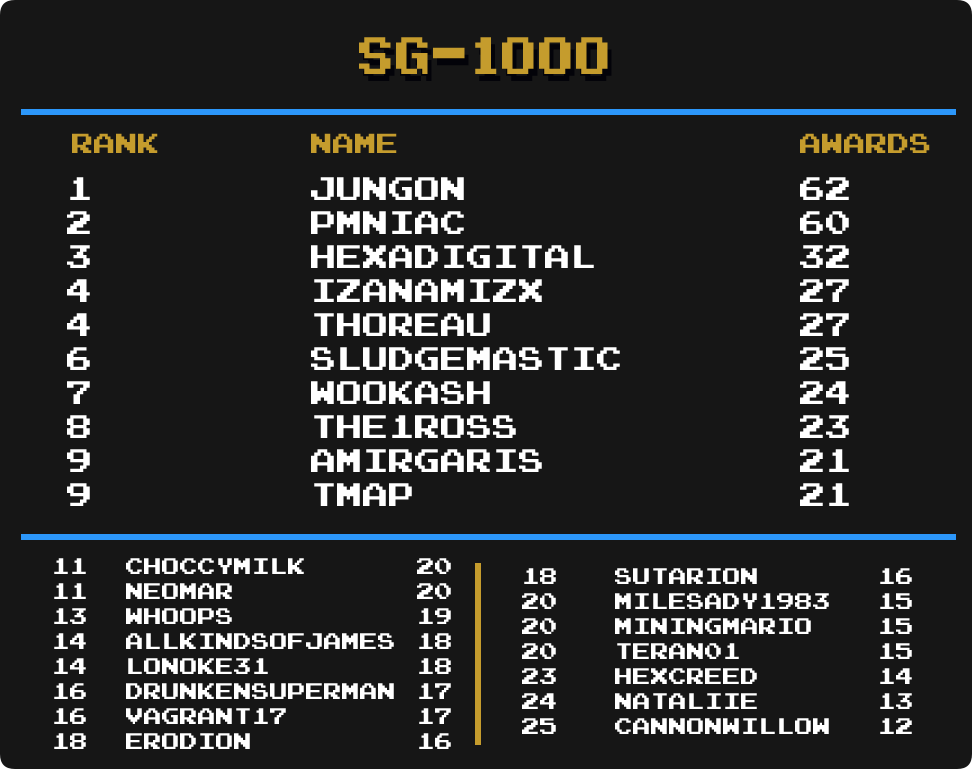 SG-1000
RANK NAME AWARDS
1 JUNGON 62
2 PMNIAC 60
3 HEXADIGITAL 32
4 IZANAMIZX 27
4 THOREAU 27
6 SLUDGEMASTIC 25
7 WOOKASH 24
8 THE1ROSS 23
9 AMIRGARIS 21
9 TMAP 21
11 CHOCCYMILK 20
11 NEOMAR 20
13 WHOOPS 19
14 ALLKINDSOFJAMES 18
14 LONOKE31 18
16 DRUNKENSUPERMAN 17
16 VAGRANT17 17
18 ERODION 16
18 SUTARION 16
20 MILESADY1983 15
20 MININGMARIO 15
20 TERAN01 15
23 HEXCREED 14
24 NATALIIE 13
25 CANNONWILLOW 12